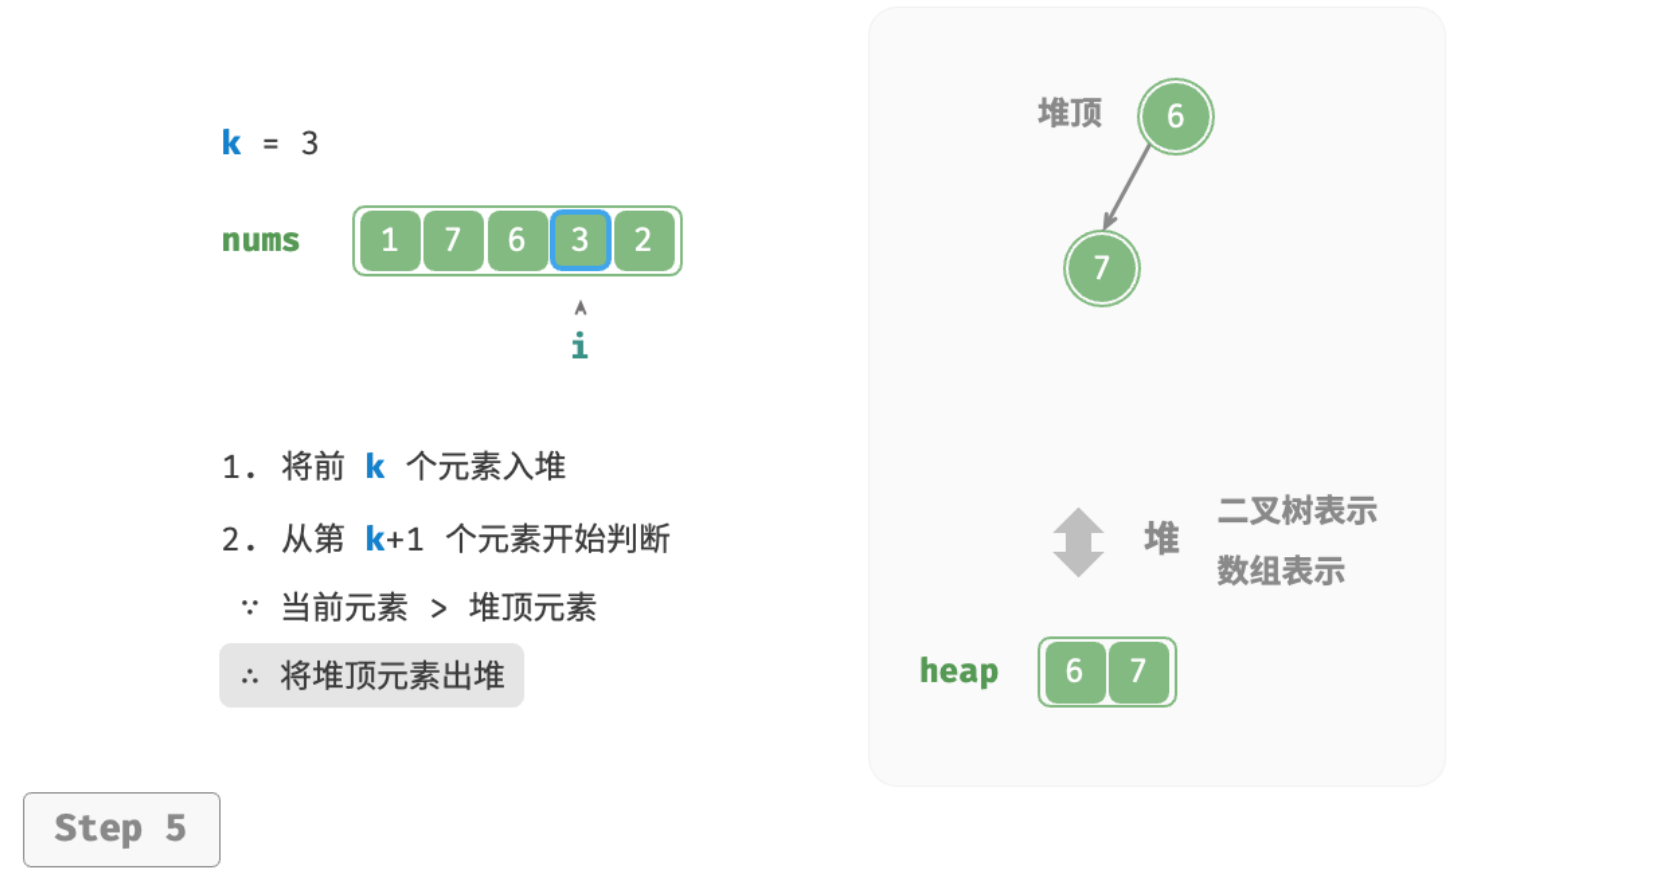 k = 3
nums 1 7 6 3 2
i
1. 将前 k 个元素入堆
2. 从第 k+1 个元素开始判断
∵ 当前元素 > 堆顶元素
∴ 将堆顶元素出堆
Step 5
堆顶 6
7
堆
二叉树表示
数组表示
heap 6 7